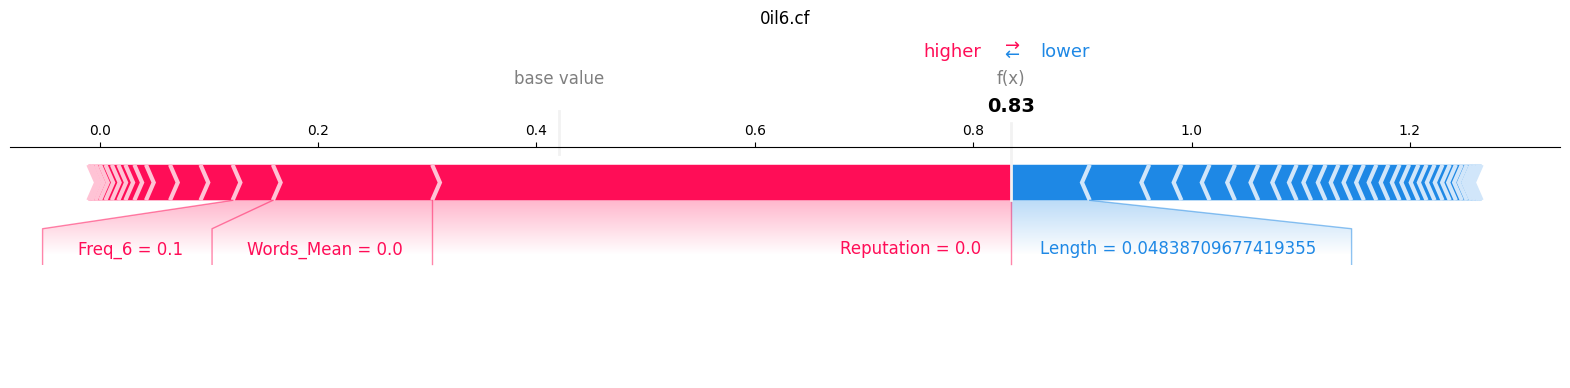 0il6.cf
higher ⇄ lower
base value f(x)
0.83
0.0 0.2 0.4 0.6 0.8 1.0 1.2
Freq_6 = 0.1 Words_Mean = 0.0 Reputation = 0.0 Length = 0.04838709677419355